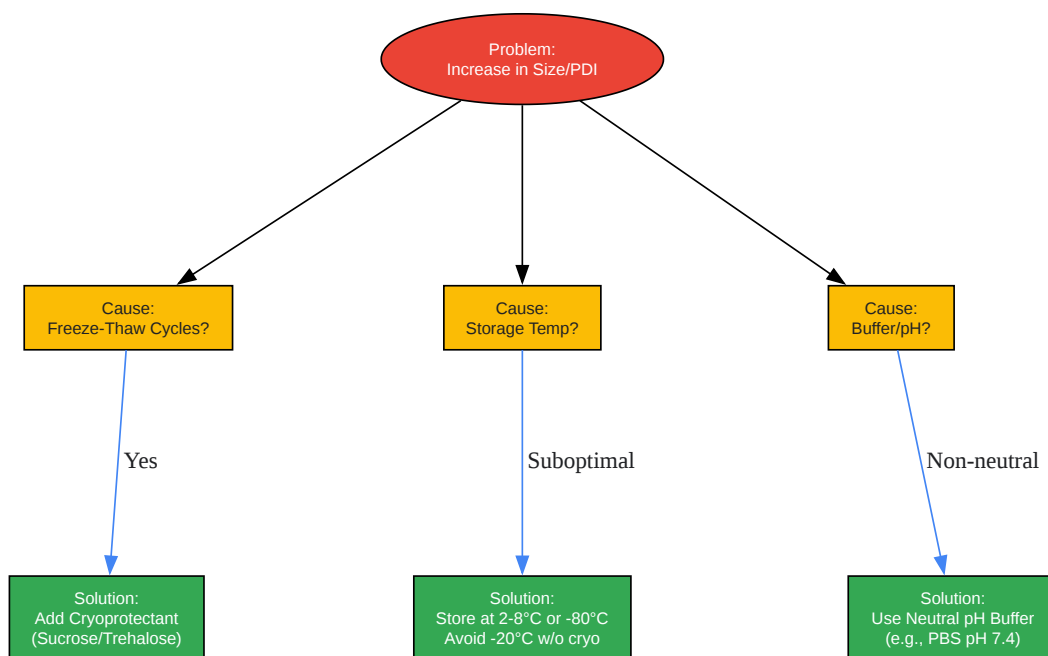 Problem:
Increase in Size/PDI
Cause:
Freeze-Thaw Cycles?
Cause:
Storage Temp?
Cause:
Buffer/pH?
Yes
Suboptimal
Non-neutral
Solution:
Add Cryoprotectant
(Sucrose/Trehalose)
Solution:
Store at 2-8°C or -80°C
Avoid -20°C w/o cryo
Solution:
Use Neutral pH Buffer
(e.g., PBS pH 7.4)